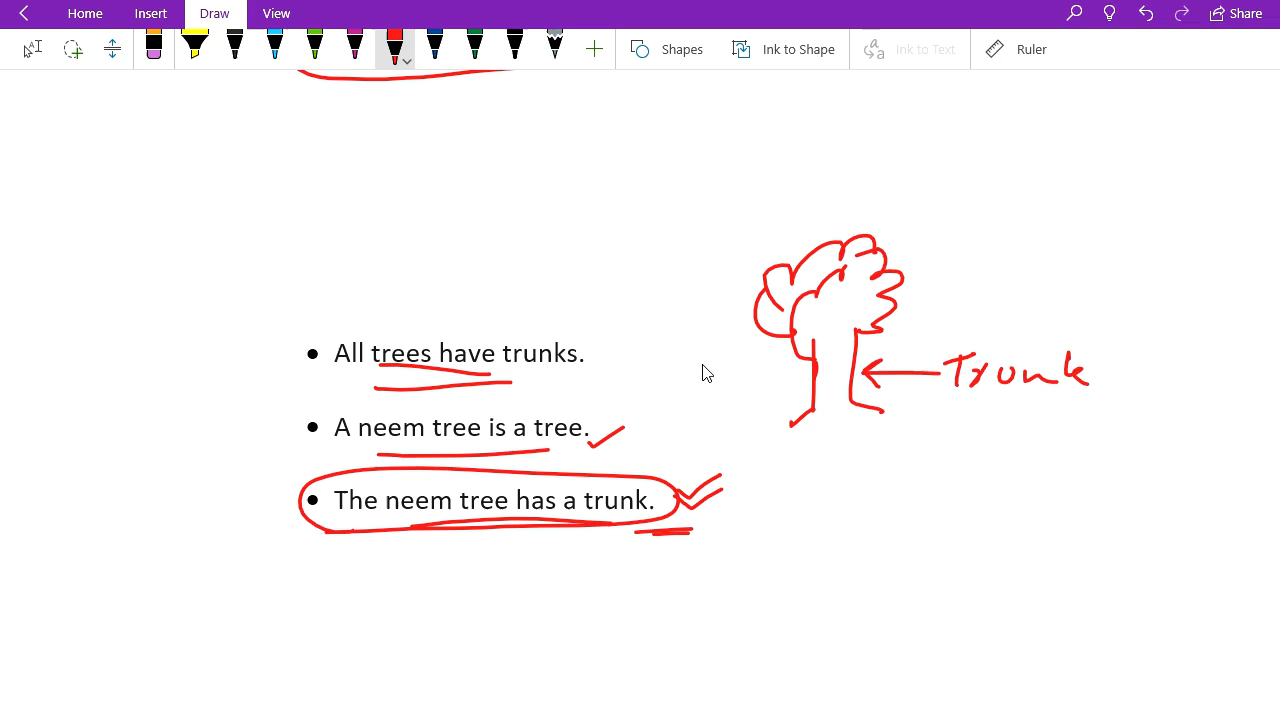 Home Insert Draw View Share
Shapes Ink to Shape Ink to Text Ruler
• All trees have trunks.
Trunk
• A neem tree is a tree.
• The neem tree has a trunk.